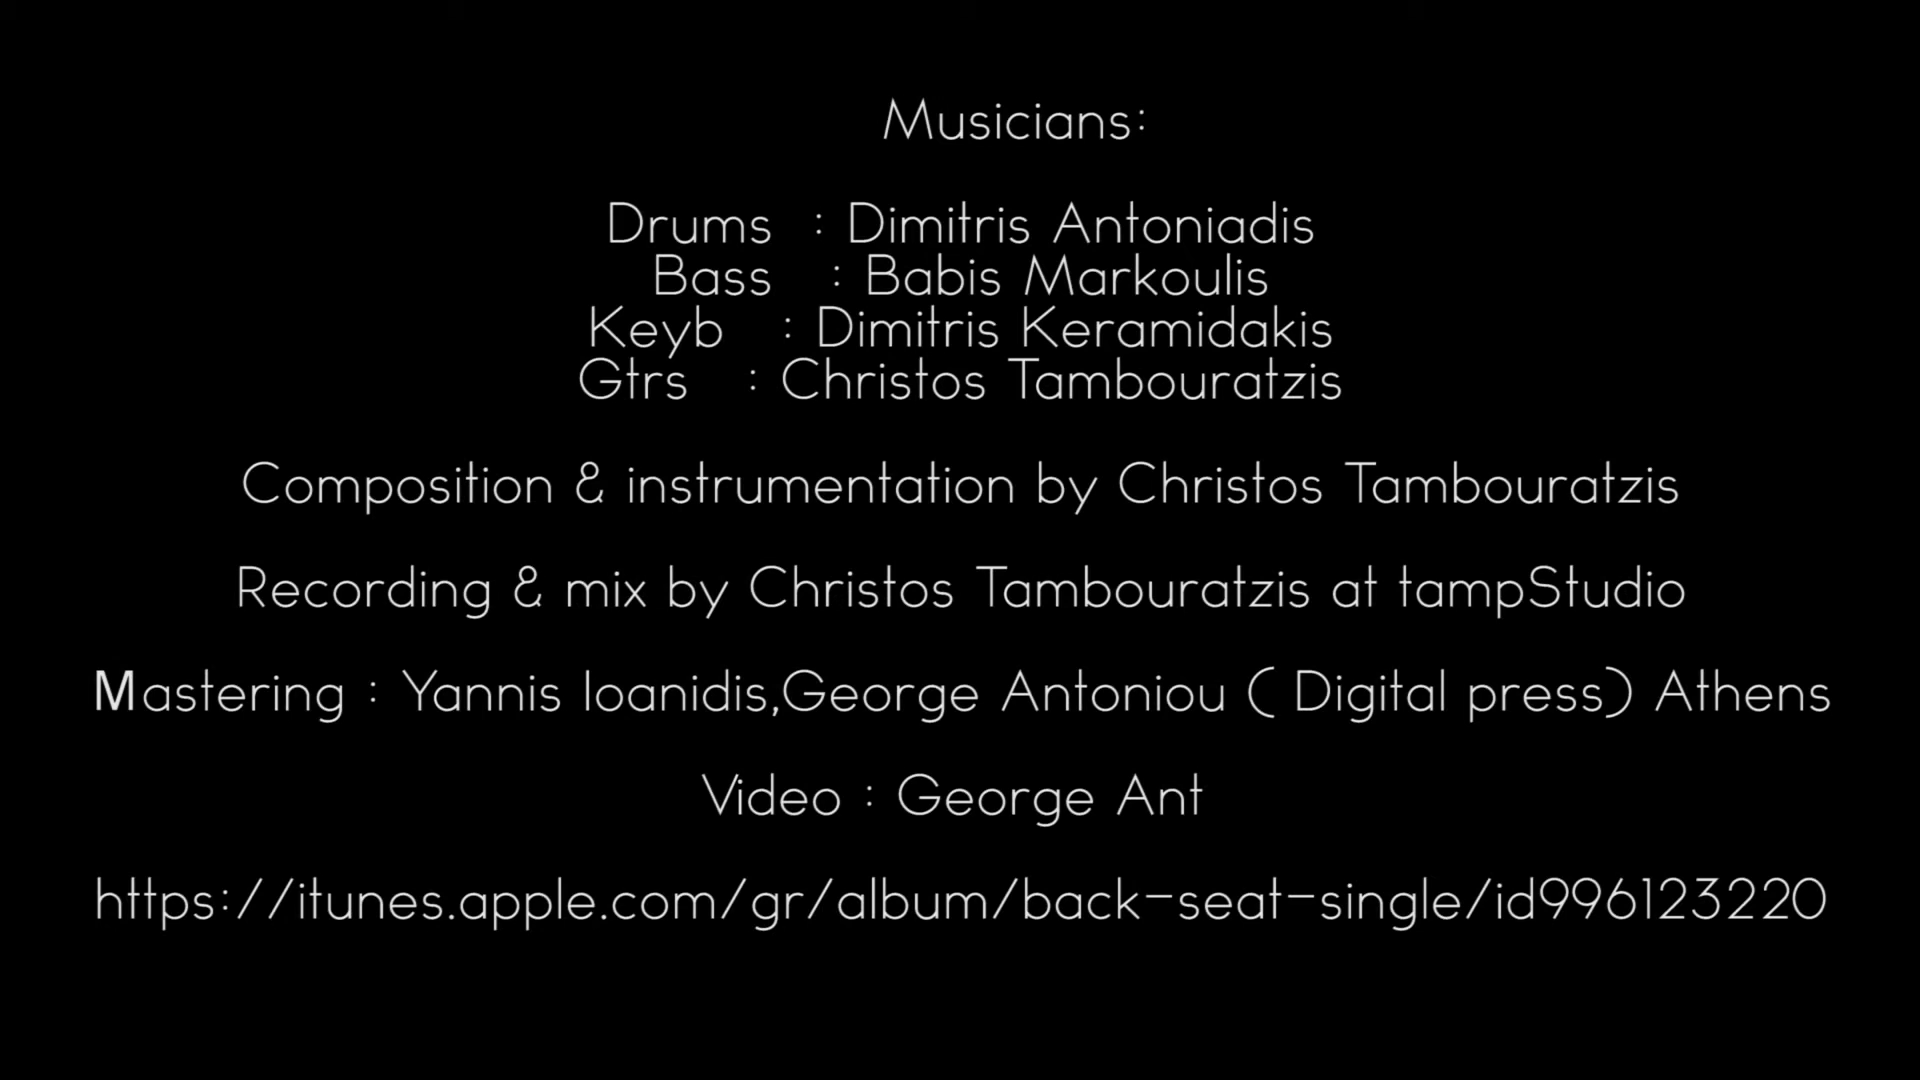 Musicians:
Drums : Dimitris Antoniadis
Bass : Babis Markoulis
Keyb : Dimitris Keramidakis
Gtrs : Christos Tambouratzis
Composition & instrumentation by Christos Tambouratzis
Recording & mix by Christos Tambouratzis at tampStudio
Mastering : Yannis Ioanidis,George Antoniou ( Digital press) Athens
Video : George Ant
https://itunes.apple.com/gr/album/back-seat-single/id996123220